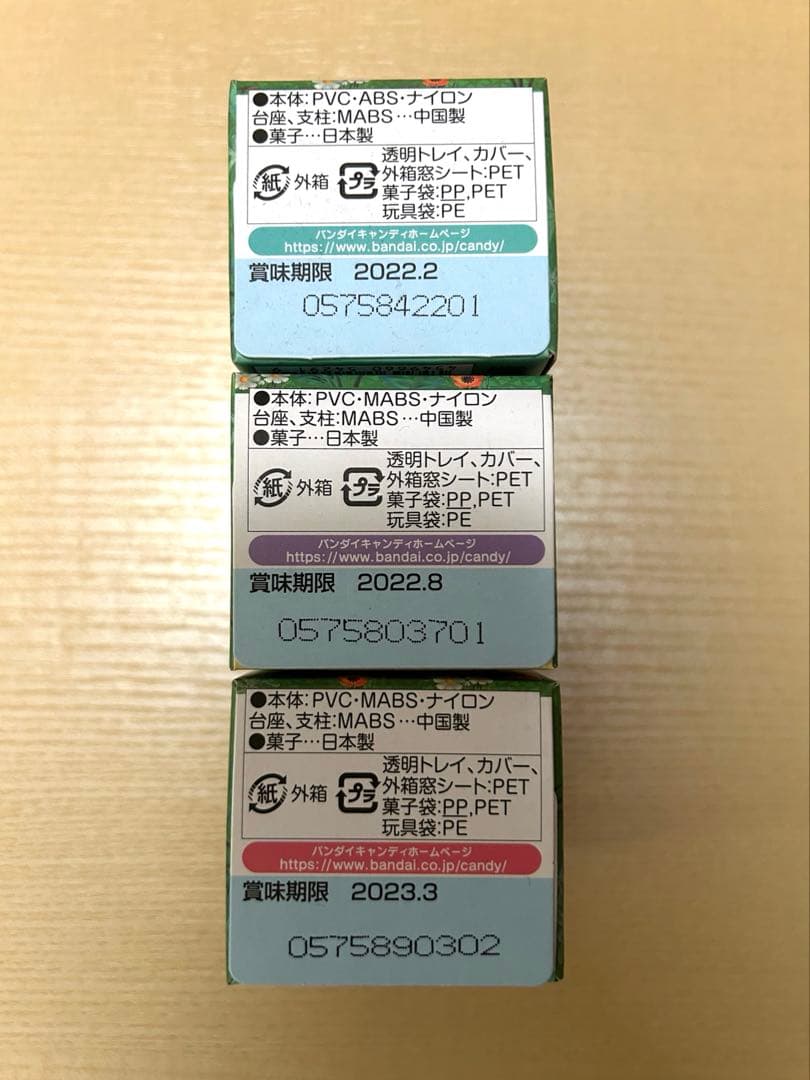 ●本体:PVC・ABS・ナイロン
台座、支柱:MABS…中国製
●菓子…日本製
紙 外箱
プラ
透明トレイ、カバー、
外箱窓シート:PET
菓子袋:PP,PET
玩具袋:PE
バンダイキャンディホームページ
https://www.bandai.co.jp/candy/
賞味期限 2022.2
0575842201
●本体:PVC・MABS・ナイロン
台座、支柱:MABS…中国製
●菓子…日本製
紙 外箱
プラ
透明トレイ、カバー、
外箱窓シート:PET
菓子袋:PP,PET
玩具袋:PE
バンダイキャンディホームページ
https://www.bandai.co.jp/candy/
賞味期限 2022.8
0575803701
●本体:PVC・MABS・ナイロン
台座、支柱:MABS…中国製
●菓子…日本製
紙 外箱
プラ
透明トレイ、カバー、
外箱窓シート:PET
菓子袋:PP,PET
玩具袋:PE
バンダイキャンディホームページ
https://www.bandai.co.jp/candy/
賞味期限 2023.3
0575890302